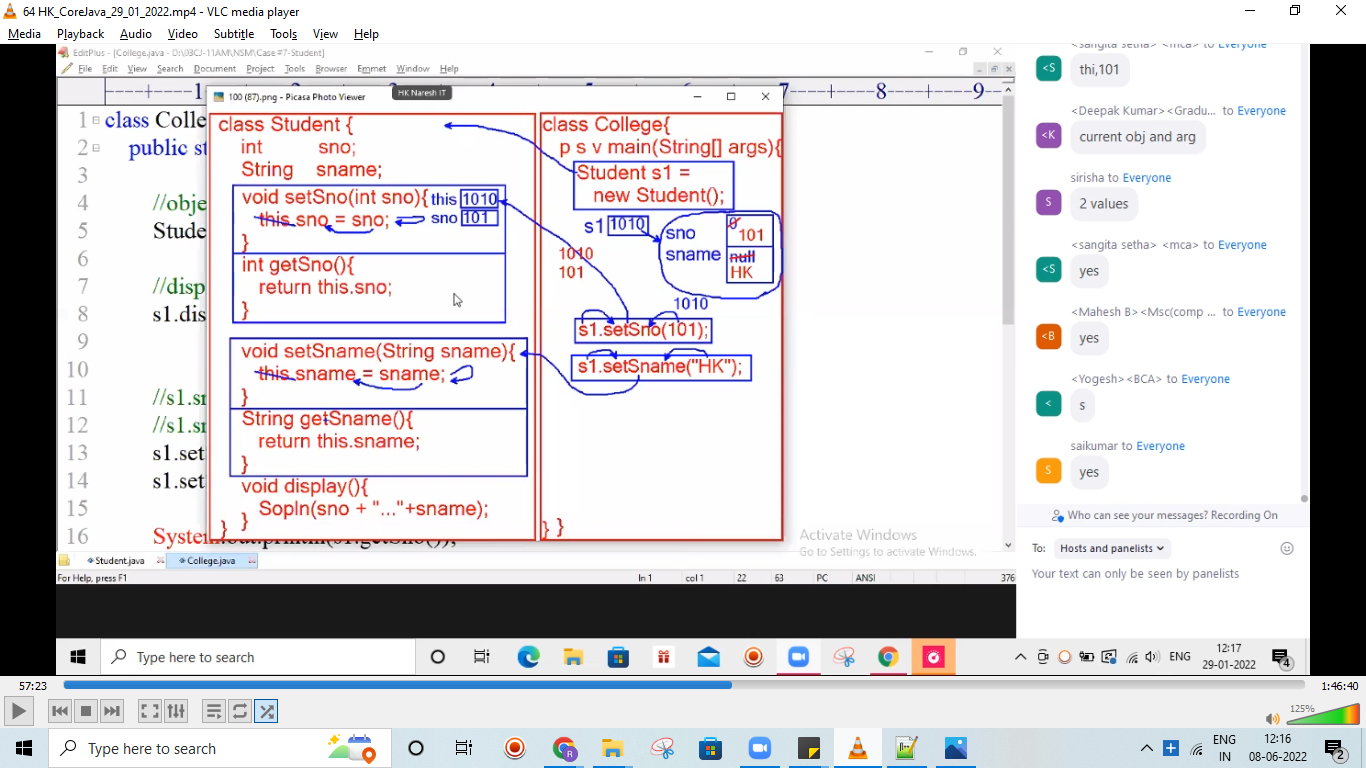 64 HK_CoreJava_29_01_2022.mp4 - VLC media player
Media Playback Audio Video Subtitle Tools View Help
EditPlus - [College.java - D:\03CJ-11AM\NSM\Case #7-Student]
File Edit View Search Document Project Tools Browser Emmet Window Help
HK Naresh IT
100 (87).png - Picasa Photo Viewer
----+----1 7----+----8----+----9--
1 class Colle
2 public st
3
4 //obje
5 Stude
6
7 //disp
8 s1.dis
9
10
11 //s1.sn
12 //s1.sn
13 s1.set
14 s1.set
15
16 System.out.println(s1.getSno());
class Student {
int sno;
String sname;
void setSno(int sno){ this 1010
this.sno = sno; sno 101
}
int getSno(){
return this.sno;
}
void setSname(String sname){
this.sname = sname;
}
String getSname(){
return this.sname;
}
void display(){
Sopln(sno + "..."+sname);
}
}
class College{
p s v main(String[] args){
Student s1 =
new Student();
s1 1010
sno 0 101
sname null HK
1010
101
1010
s1.setSno(101);
s1.setSname("HK");
} }
Student.java College.java
For Help, press F1 ln 1 col 1 22 63 PC ANSI 376
Activate Windows
Go to Settings to activate Windows.
<sangita setha> <mca> to Everyone
<S thi,101
<Deepak Kumar><Gradu... to Everyone
<K current obj and arg
sirisha to Everyone
S 2 values
<sangita setha> <mca> to Everyone
<S yes
<Mahesh B><Msc(comp ... to Everyone
<B yes
<Yogesh><BCA> to Everyone
< s
saikumar to Everyone
S yes
Who can see your messages? Recording On
To: Hosts and panelists
Your text can only be seen by panelists
Type here to search
ENG
12:17
29-01-2022
4
57:23 1:46:40
125%
Type here to search
R
ENG
IN
12:16
08-06-2022
2